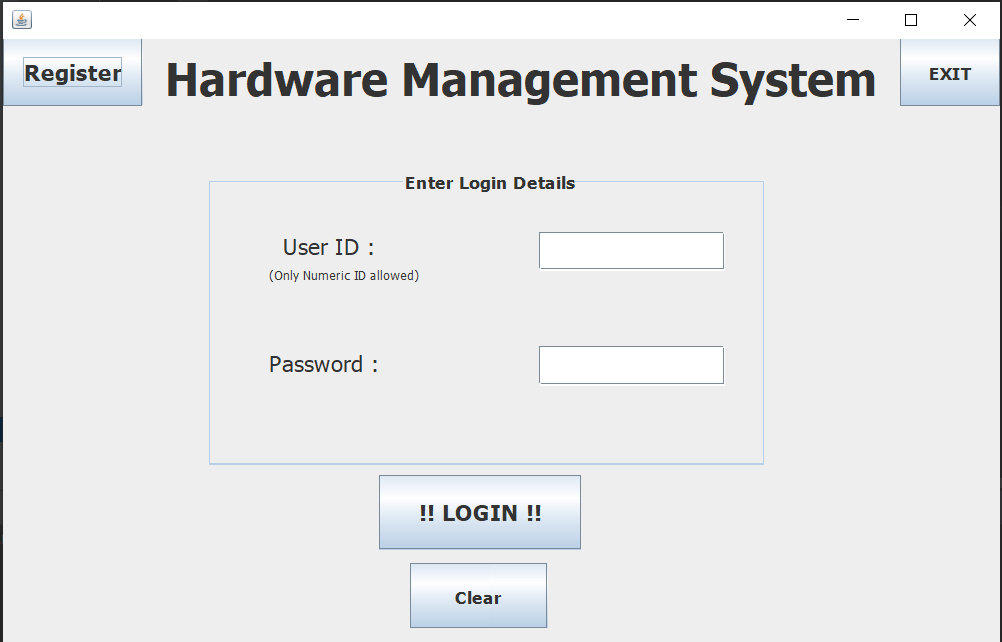 Register
Hardware Management System
EXIT
Enter Login Details
User ID :
(Only Numeric ID allowed)
Password :
!! LOGIN !!
Clear